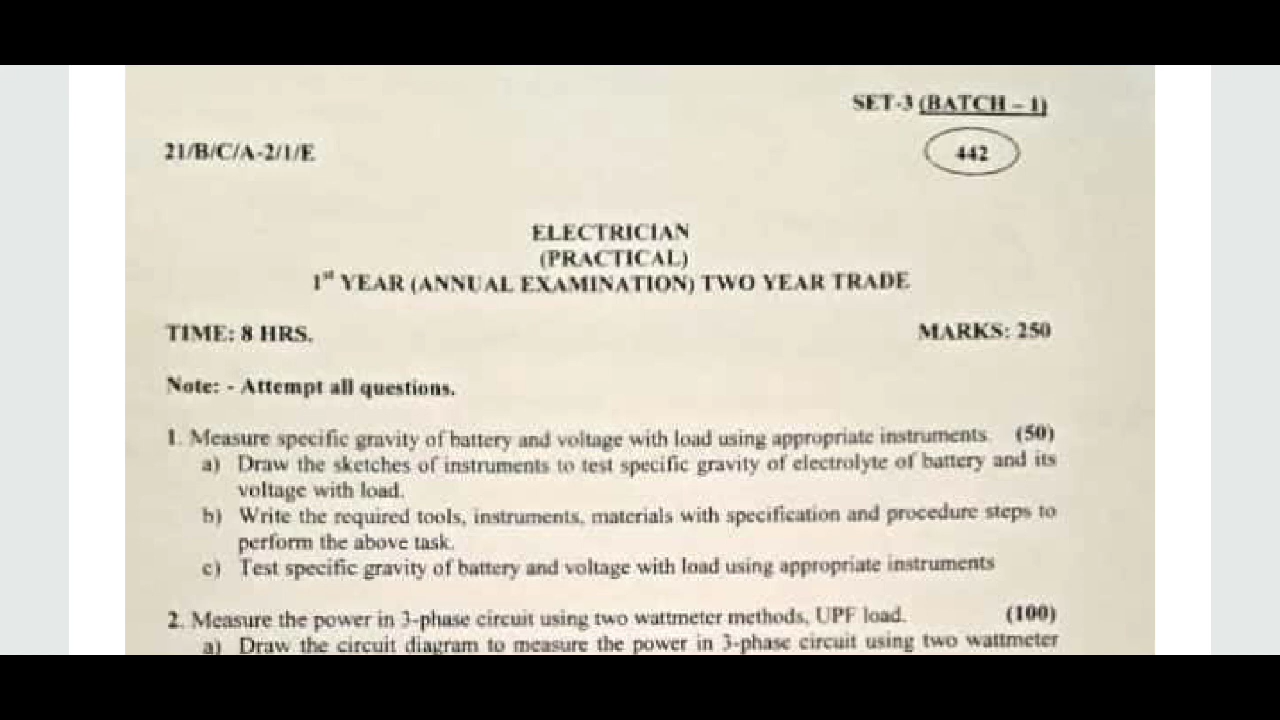 SET-3 (BATCH – 1)
21/B/C/A-2/1/E
442
ELECTRICIAN
(PRACTICAL)
1st YEAR (ANNUAL EXAMINATION) TWO YEAR TRADE
TIME: 8 HRS.
MARKS: 250
Note: - Attempt all questions.
1. Measure specific gravity of battery and voltage with load using appropriate instruments. (50)
a) Draw the sketches of instruments to test specific gravity of electrolyte of battery and its
voltage with load.
b) Write the required tools, instruments, materials with specification and procedure steps to
perform the above task.
c) Test specific gravity of battery and voltage with load using appropriate instruments
2. Measure the power in 3-phase circuit using two wattmeter methods, UPF load. (100)
a) Draw the circuit diagram to measure the power in 3-phase circuit using two wattmeter